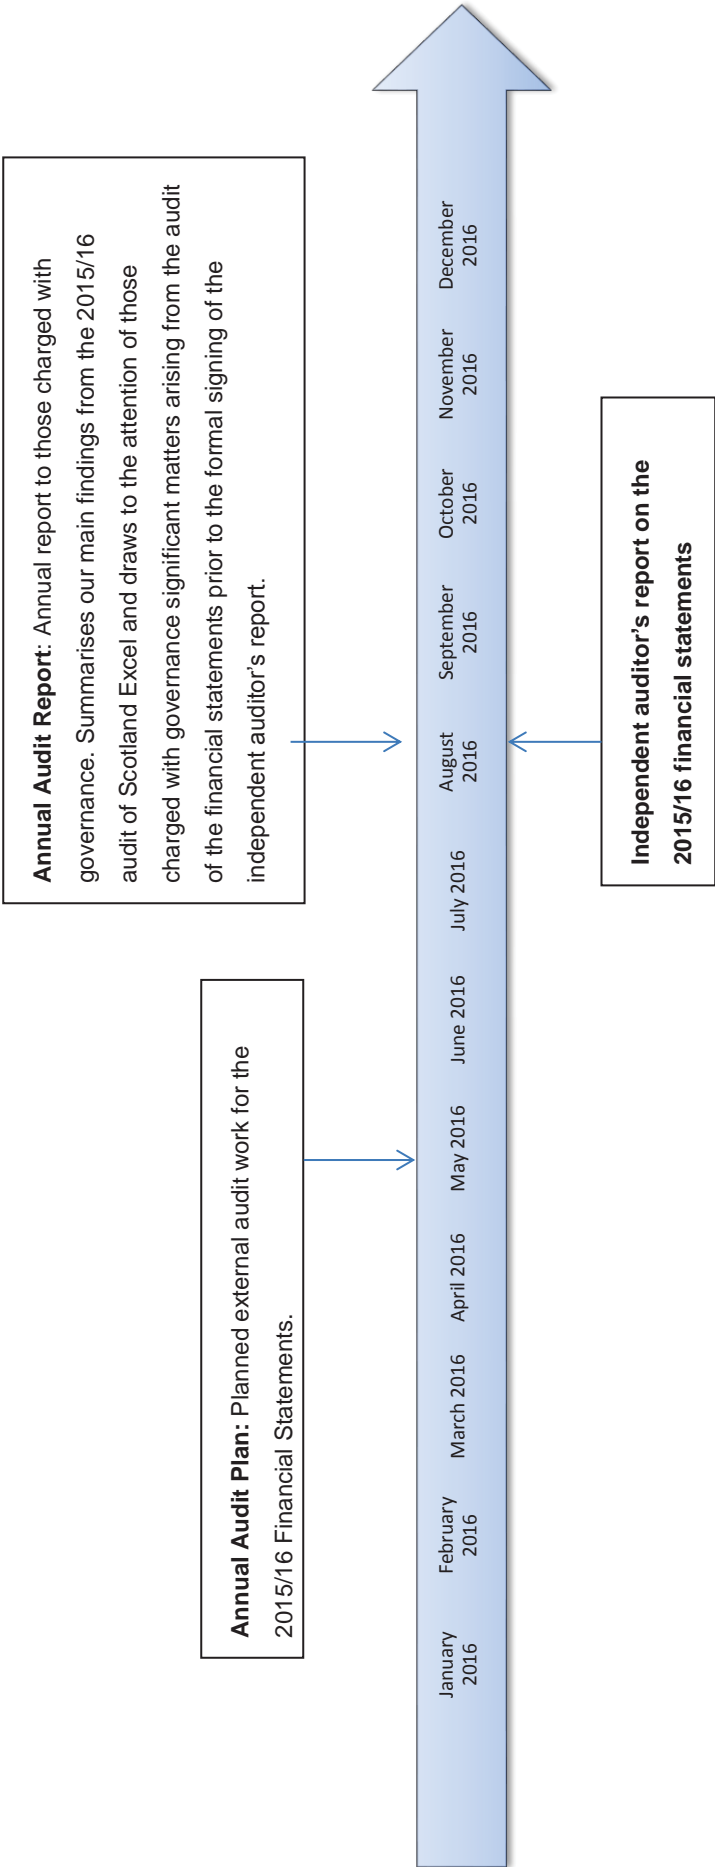 Annual Audit Plan: Planned external audit work for the
2015/16 Financial Statements.
Annual Audit Report: Annual report to those charged with
governance. Summarises our main findings from the 2015/16
audit of Scotland Excel and draws to the attention of those
charged with governance significant matters arising from the audit
of the financial statements prior to the formal signing of the
independent auditor’s report.
January
2016
February
2016
March 2016
April 2016
May 2016
June 2016
July 2016
August
2016
September
2016
October
2016
November
2016
December
2016
Independent auditor’s report on the
2015/16 financial statements